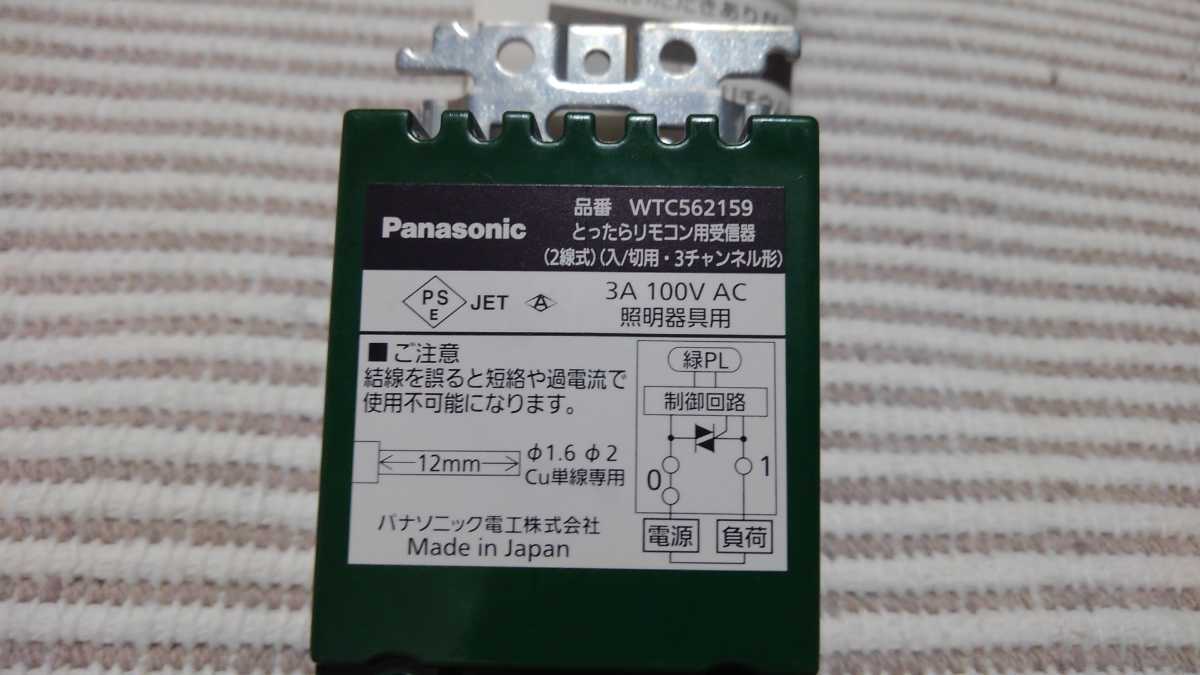 Panasonic
品番 WTC562159
とったらリモコン用受信器
(2線式)(入/切用・3チャンネル形)
PS
E
JET
A
3A 100V AC
照明器具用
■ご注意
結線を誤ると短絡や過電流で
使用不可能になります。
12mm
φ1.6 φ2
Cu単線専用
緑PL
制御回路
0
1
電源
負荷
パナソニック電工株式会社
Made in Japan